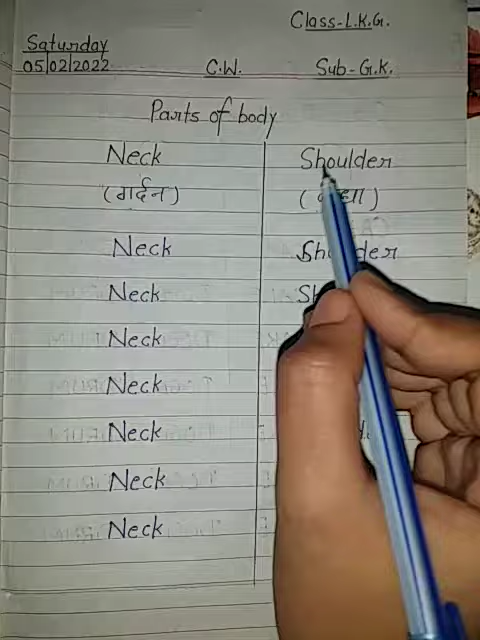 Class-L.K.G.
Saturday
05/02/2022 C.W. Sub-G.K.
Parts of body
Neck Shoulder
(गर्दन)
Neck
Neck
Neck
Neck
Neck
Neck
Neck